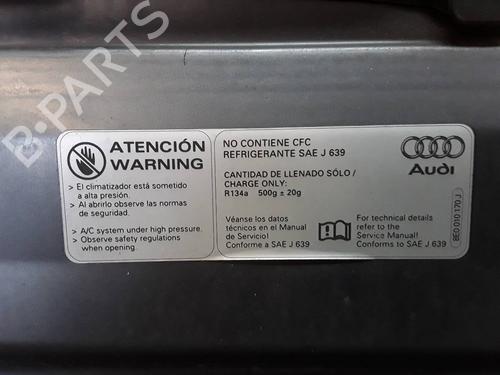 B-PARTS
ATENCIÓN
WARNING
> El climatizador está sometido
a alta presión.
> Al abrirlo observe las normas
de seguridad.
> A/C system under high pressure.
> Observe safety regulations
when opening.
NO CONTIENE CFC
REFRIGERANTE SAE J 639
CANTIDAD DE LLENADO SÓLO /
CHARGE ONLY:
R134a 500g ± 20g
Véanse los datos
técnicos en el Manual
de Servicio!
Conforme a SAE J 639
For technical details
refer to the
Service Manual!
Conforms to SAE J 639
Audi
8E0 010 170 J